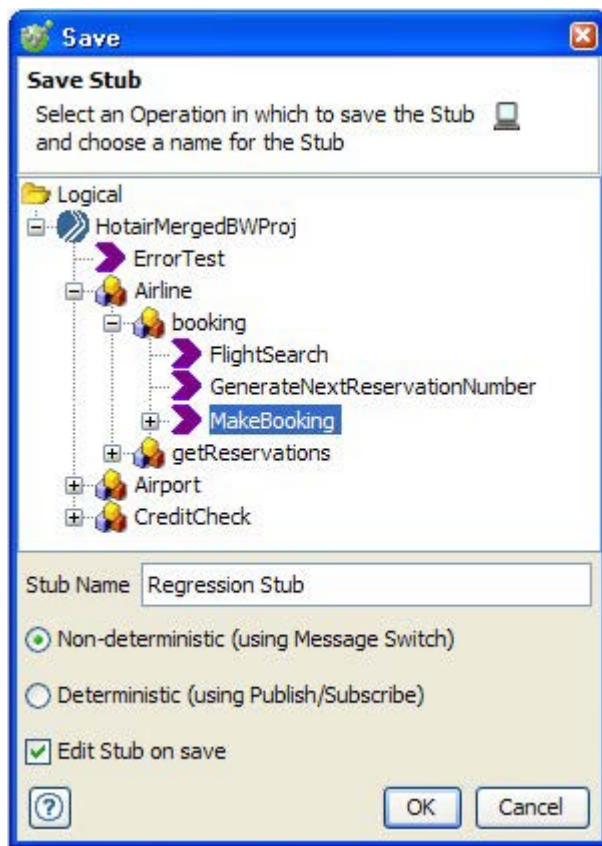 Save
Save Stub
Select an Operation in which to save the Stub
and choose a name for the Stub
Logical
HotairMergedBWProj
ErrorTest
Airline
booking
FlightSearch
GenerateNextReservationNumber
MakeBooking
getReservations
Airport
CreditCheck
Stub Name Regression Stub
Non-deterministic (using Message Switch)
Deterministic (using Publish/Subscribe)
Edit Stub on save
? OK Cancel